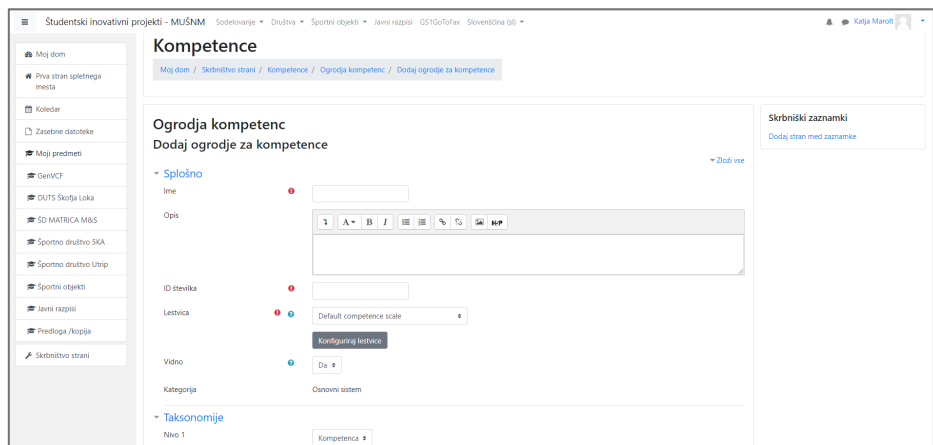 Študentski inovativni projekti - MUŠNM Sodelovanje Društva Športni objekti Javni razpisi GS1GoToFax Slovenščina (sl) Katja Marolt
Moj dom
Prva stran spletnega
mesta
Koledar
Zasebne datoteke
Moji predmeti
GenVCF
DUTS Škofja Loka
ŠD MATRICA M&S
Športno društvo 5KA
Športno društvo Utrip
Športni objekti
Javni razpisi
Predloga /kopija
Skrbništvo strani
Kompetence
Moj dom / Skrbništvo strani / Kompetence / Ogrodja kompetenc / Dodaj ogrodje za kompetence
Ogrodja kompetenc
Dodaj ogrodje za kompetence
Zloži vse
Splošno
Ime
Opis
A B I H-P
ID številka
Lestvica Default competence scale
Konfiguriraj lestvice
Vidno Da
Kategorija Osnovni sistem
Taksonomije
Nivo 1 Kompetenca
Skrbniški zaznamki
Dodaj stran med zaznamke